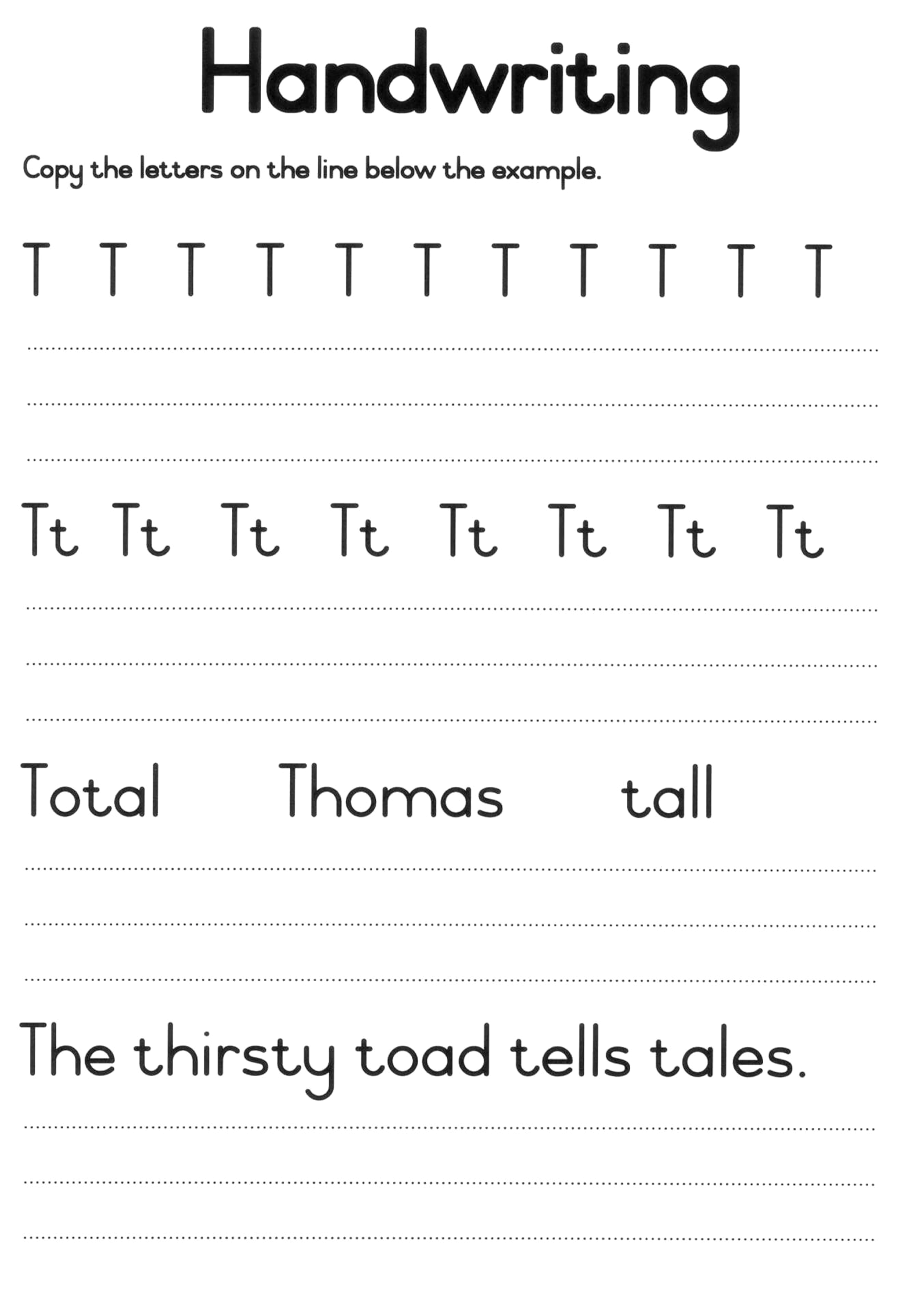 Handwriting
Copy the letters on the line below the example.
T T T T T T T T T T T
Tt Tt Tt Tt Tt Tt Tt Tt
Total Thomas tall
The thirsty toad tells tales.